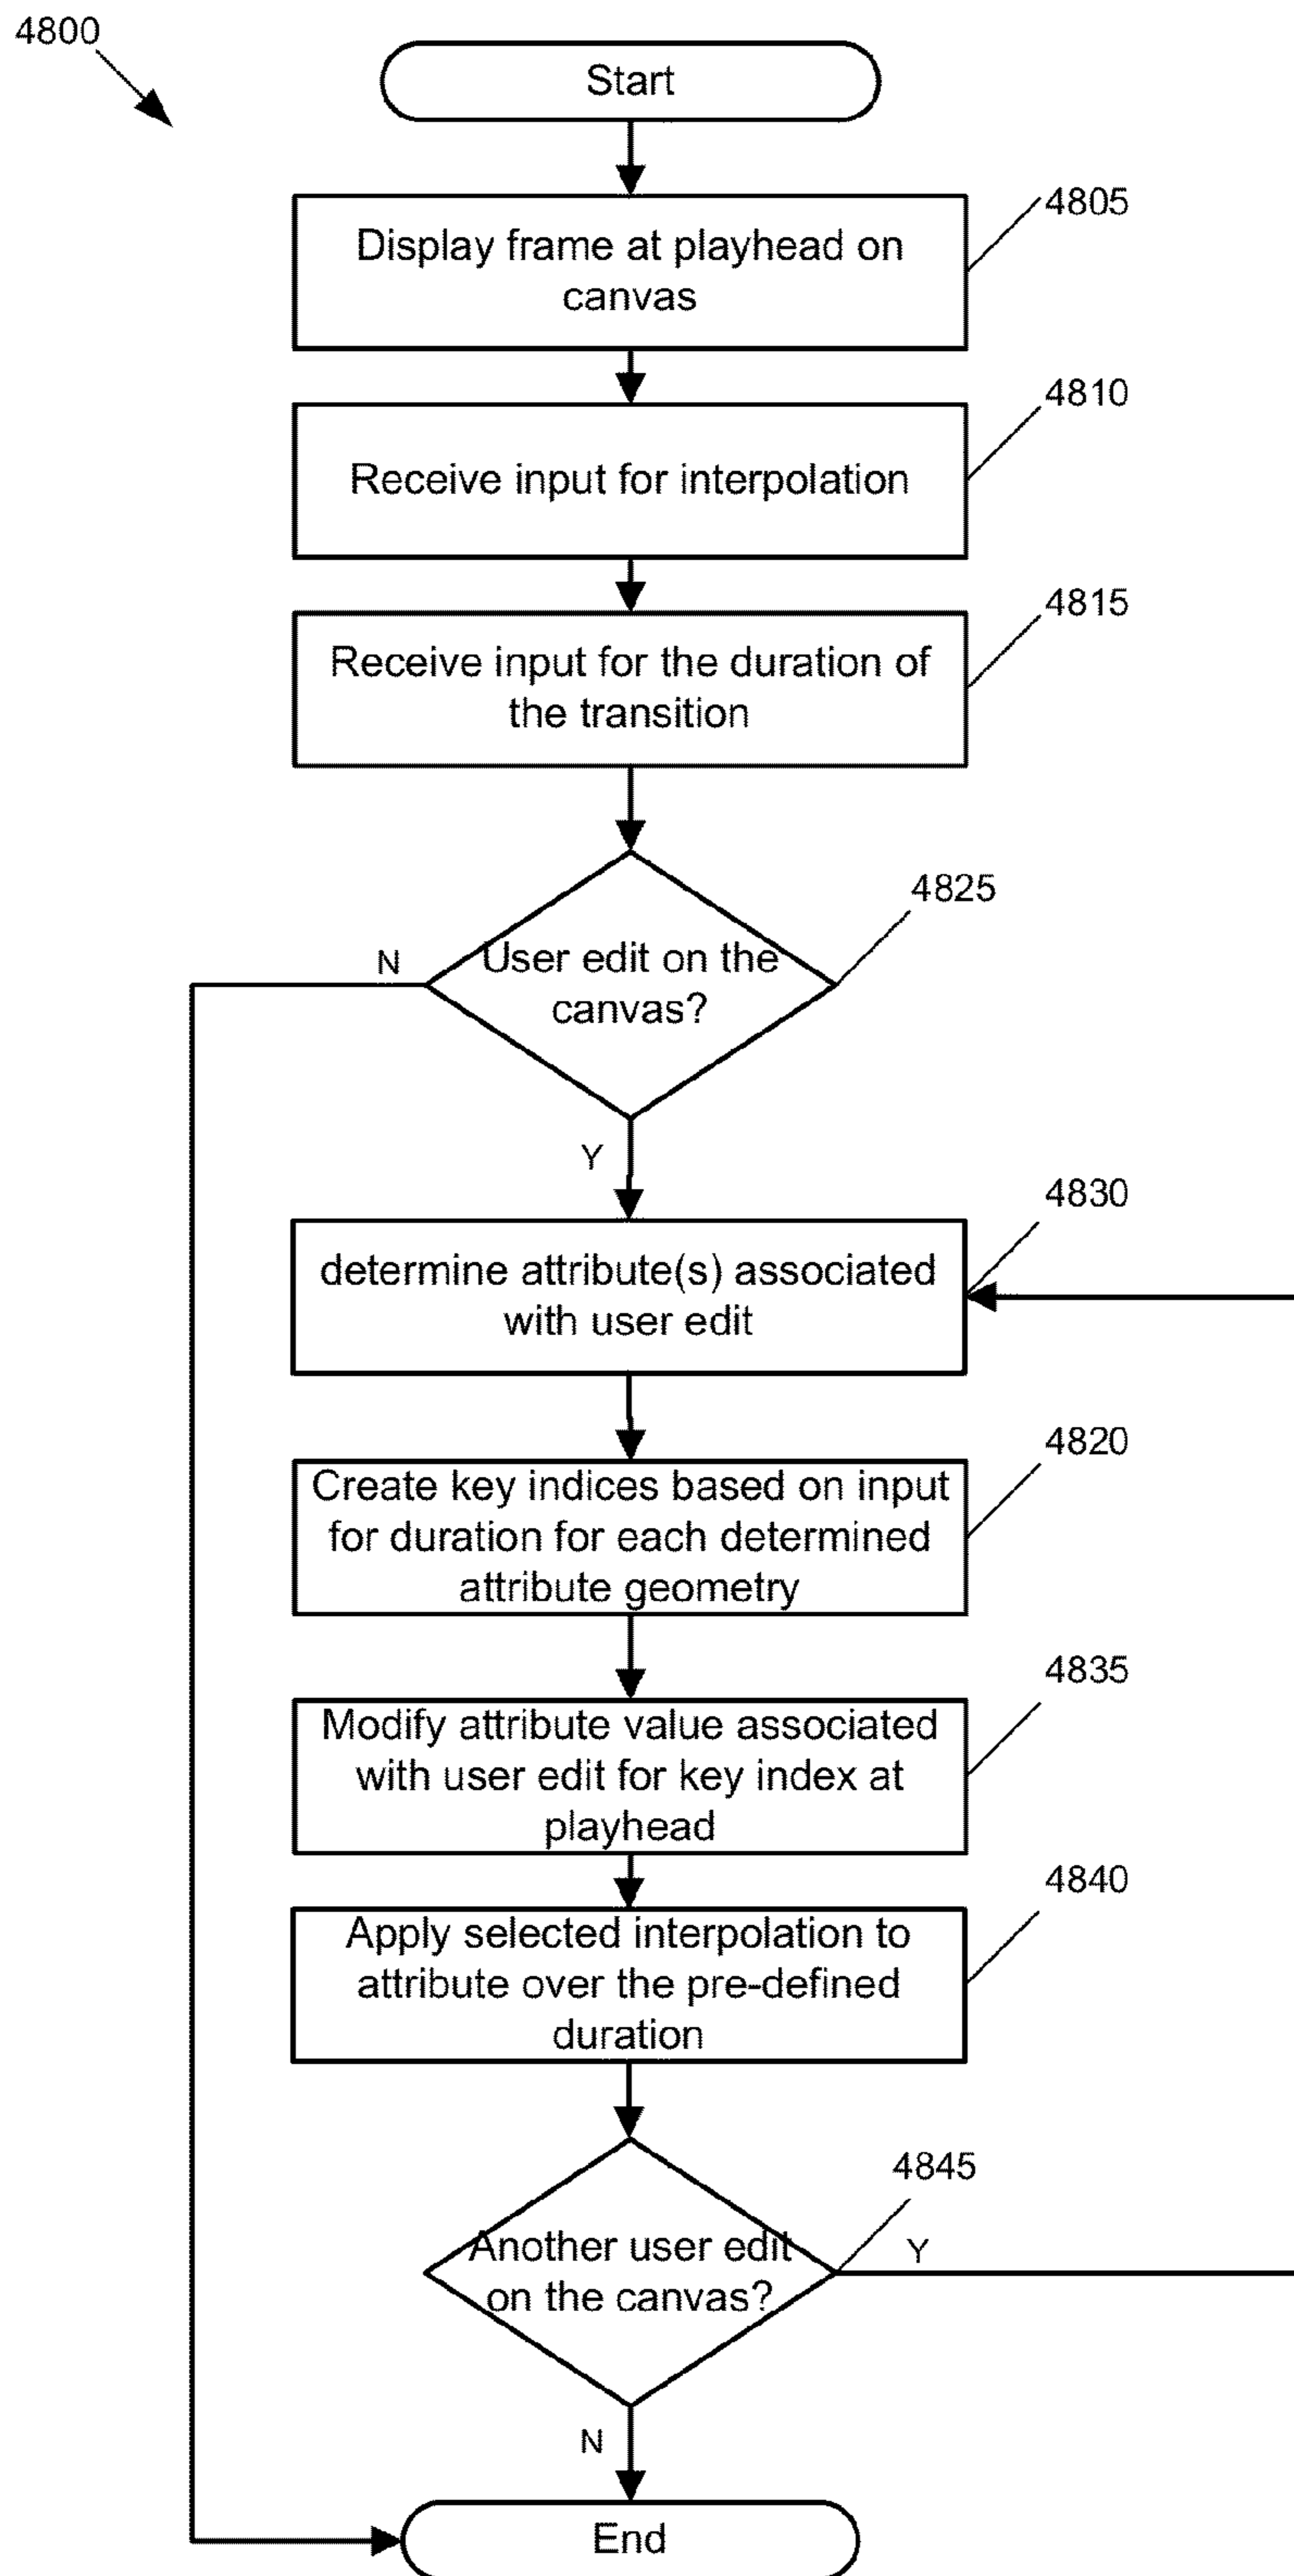 4800
Start
4805
Display frame at playhead on
canvas
4810
Receive input for interpolation
4815
Receive input for the duration of
the transition
4825
N
User edit on the
canvas?
Y
4830
determine attribute(s) associated
with user edit
4820
Create key indices based on input
for duration for each determined
attribute geometry
4835
Modify attribute value associated
with user edit for key index at
playhead
4840
Apply selected interpolation to
attribute over the pre-defined
duration
4845
Another user edit
on the canvas?
Y
N
End